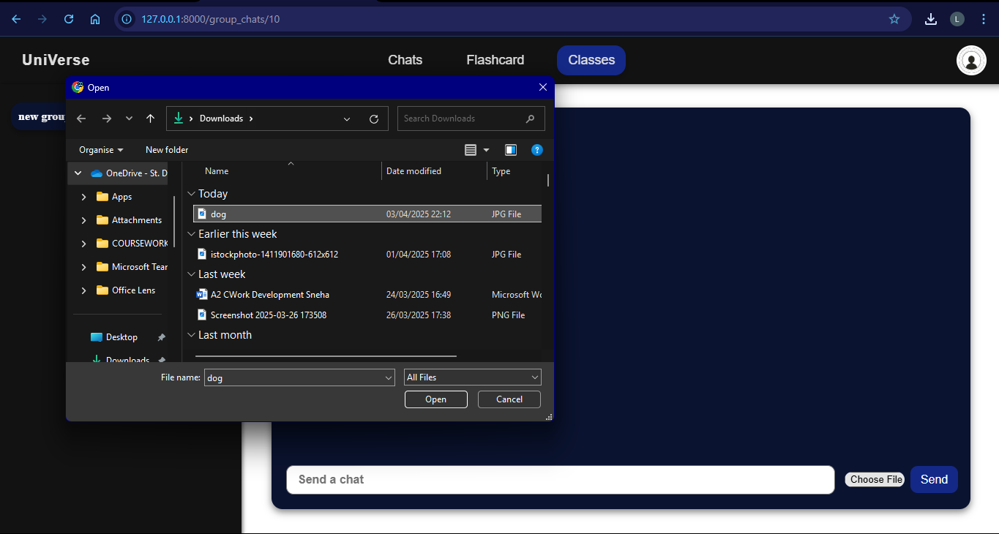 127.0.0.1:8000/group_chats/10
L
UniVerse
Chats
Flashcard
Classes
new grou
Open
Downloads
Search Downloads
Organise
New folder
?
OneDrive - St. D
Apps
Attachments
COURSEWORK
Microsoft Tear
Office Lens
Desktop
Downloads
Name
Date modified
Type
Today
dog 03/04/2025 22:12 JPG File
Earlier this week
istockphoto-1411901680-612x612 01/04/2025 17:08 JPG File
Last week
A2 CWork Development Sneha 24/03/2025 16:49 Microsoft Wo
Screenshot 2025-03-26 173508 26/03/2025 17:38 PNG File
Last month
File name: dog
All Files
Open
Cancel
Send a chat
Choose File
Send